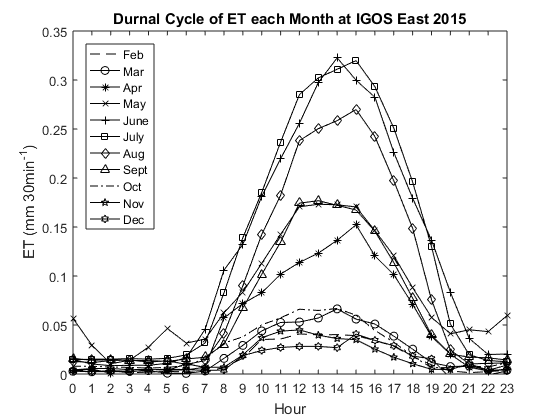 Durnal Cycle of ET each Month at IGOS East 2015
0.35
0.3
0.25
0.2
0.15
0.1
0.05
0
ET (mm 30min-1)
Feb
Mar
Apr
May
June
July
Aug
Sept
Oct
Nov
Dec
0 1 2 3 4 5 6 7 8 9 10 11 12 13 14 15 16 17 18 19 20 21 22 23
Hour